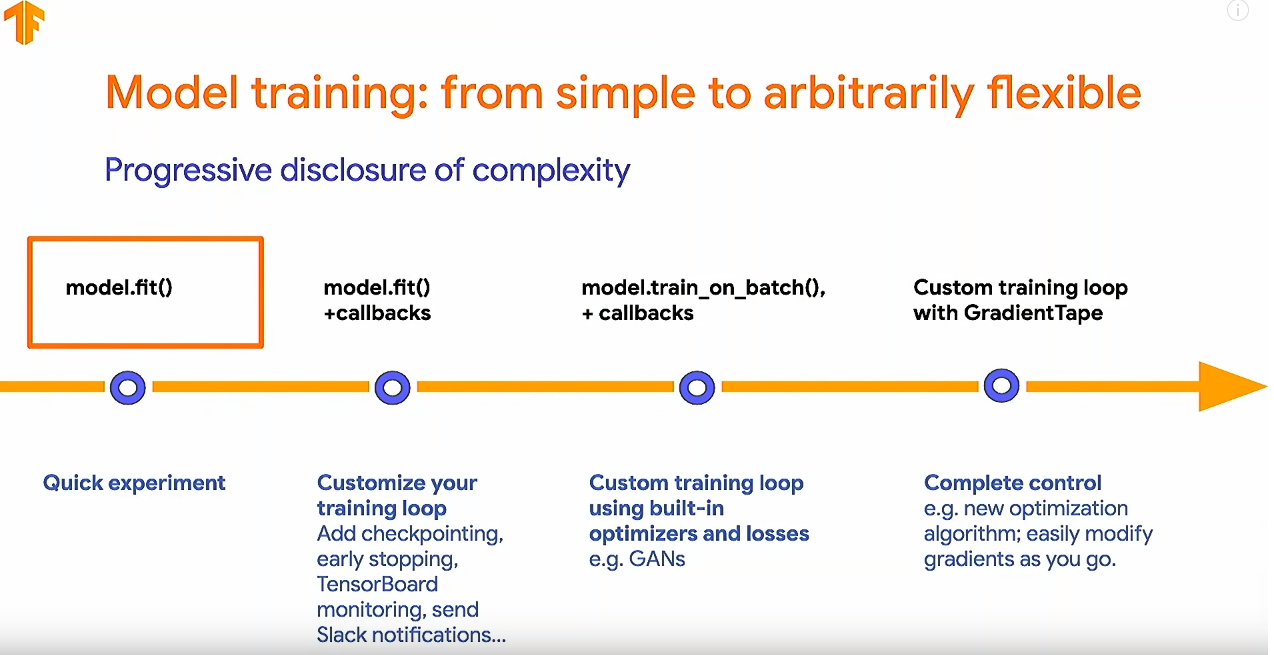 Model training: from simple to arbitrarily flexible
Progressive disclosure of complexity
model.fit()
model.fit()
+callbacks
model.train_on_batch(),
+ callbacks
Custom training loop
with GradientTape
Quick experiment
Customize your
training loop
Add checkpointing,
early stopping,
TensorBoard
monitoring, send
Slack notifications...
Custom training loop
using built-in
optimizers and losses
e.g. GANs
Complete control
e.g. new optimization
algorithm; easily modify
gradients as you go.